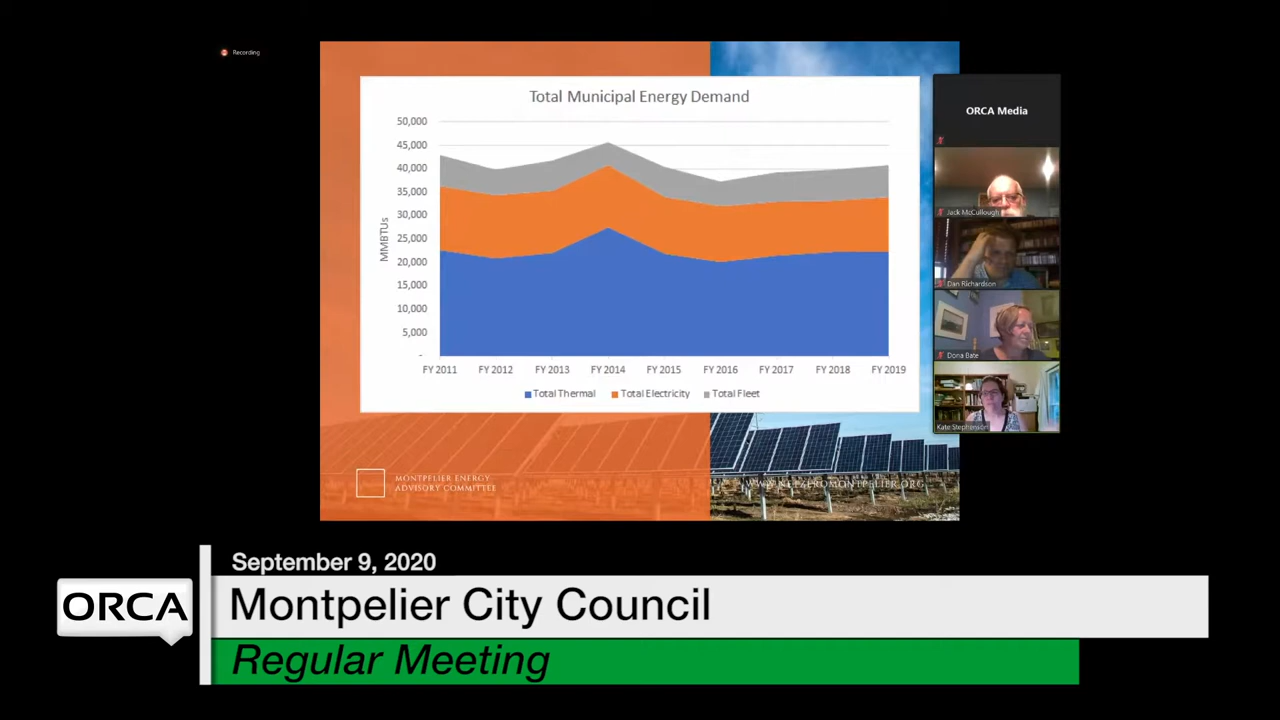 Recording
Total Municipal Energy Demand
50,000
45,000
40,000
35,000
30,000
25,000
20,000
15,000
10,000
5,000
-
MMBTUs
FY 2011 FY 2012 FY 2013 FY 2014 FY 2015 FY 2016 FY 2017 FY 2018 FY 2019
Total Thermal Total Electricity Total Fleet
MONTPELIER ENERGY
ADVISORY COMMITTEE
WWW.NETZEROMONTPELIER.ORG
ORCA Media
Jack McCullough
Dan Richardson
Dona Bate
Kate Stephenson
September 9, 2020
ORCA
Montpelier City Council
Regular Meeting